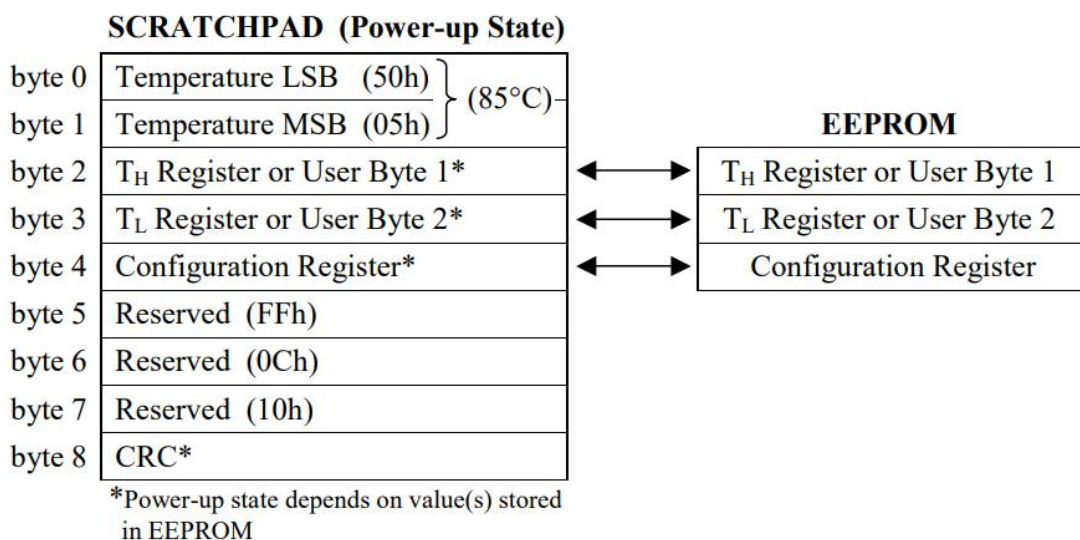 SCRATCHPAD (Power-up State)
byte 0 Temperature LSB (50h)
(85°C)
byte 1 Temperature MSB (05h)
EEPROM
byte 2 TH Register or User Byte 1* TH Register or User Byte 1
byte 3 TL Register or User Byte 2* TL Register or User Byte 2
byte 4 Configuration Register* Configuration Register
byte 5 Reserved (FFh)
byte 6 Reserved (0Ch)
byte 7 Reserved (10h)
byte 8 CRC*
*Power-up state depends on value(s) stored
in EEPROM